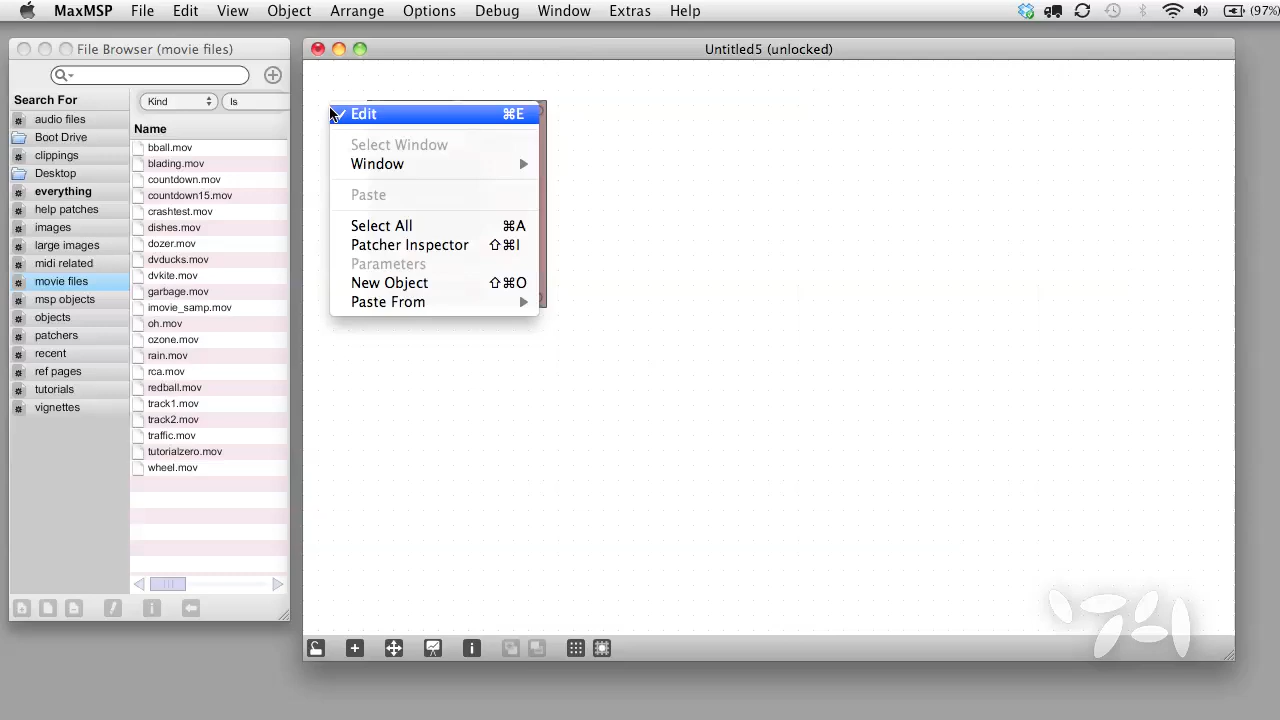 MaxMSP File Edit View Object Arrange Options Debug Window Extras Help (97%)
File Browser (movie files)
Untitled5 (unlocked)
Search For
Kind
Is
Name
audio files
Boot Drive
clippings
Desktop
everything
help patches
images
large images
midi related
movie files
msp objects
objects
patchers
recent
ref pages
tutorials
vignettes
bball.mov
blading.mov
countdown.mov
countdown15.mov
crashtest.mov
dishes.mov
dozer.mov
dvducks.mov
dvkite.mov
garbage.mov
imovie_samp.mov
oh.mov
ozone.mov
rain.mov
rca.mov
redball.mov
track1.mov
track2.mov
traffic.mov
tutorialzero.mov
wheel.mov
✓ Edit ⌘E
Select Window
Window
Paste
Select All ⌘A
Patcher Inspector ⇧⌘I
Parameters
New Object ⇧⌘O
Paste From